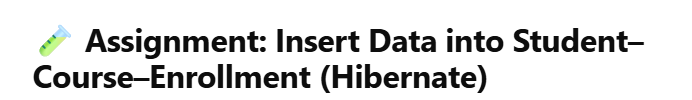 Assignment: Insert Data into Student–
Course–Enrollment (Hibernate)